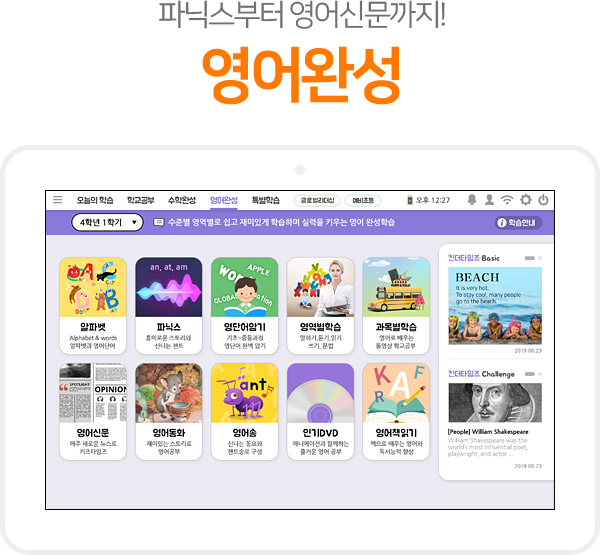 파닉스부터 영어신문까지!
영어완성
오늘의 학습 학교공부 수학완성 영어완성 특별학습 글로벌리더십 예비초등 오후 12:27
4학년 1학기 수준별 영역별로 쉽고 재미있게 학습하며 실력을 키우는 영어 완성학습 학습안내
알파벳
Alphabet & words
알파벳과 영어단어
an, at, am
파닉스
흥미로운 스토리와
신나는 챈트
APPLE
WO
GLOBAL
영단어암기
기초~중등과정
영단어 완벽 암기
영역별학습
말하기,듣기,읽기
쓰기, 문법
과목별학습
영어로 배우는
동영상 학교공부
SPOTLIGHT
OPINION
영어신문
매주 새로운 뉴스로
키즈타임즈
영어동화
재미있는 스토리로
영어공부
ant
영어송
신나는 동요와
챈트송로 구성
인기DVD
애니메이션과 함께하는
즐거운 영어 공부
K A
R F
영어책읽기
책으로 배우는 영어와
독서능력 향상
킨더타임즈 Basic
BEACH
It is very hot.
To stay cool, many people
go to the beach.
2019.08.23
킨더타임즈 Challenge
[People] William Shakespeare
William Shakespeare was the
world's most influential poet,
playwright, and actor ...
2019.08.23